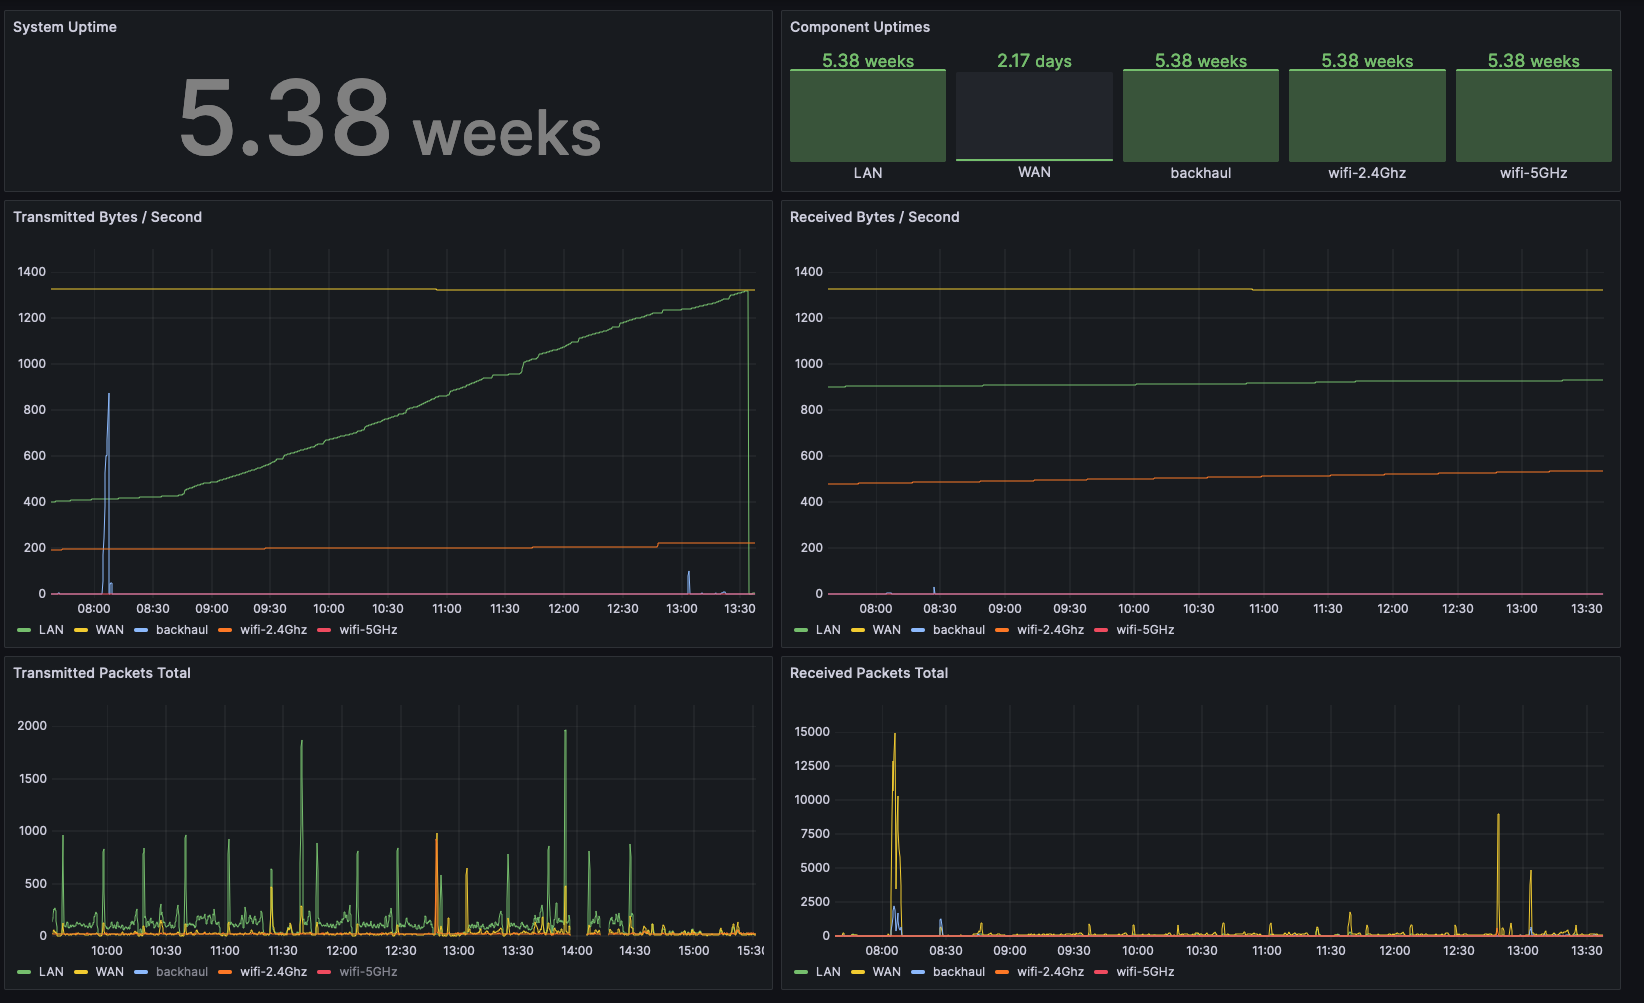 System Uptime
5.38 weeks
Component Uptimes
5.38 weeks 2.17 days 5.38 weeks 5.38 weeks 5.38 weeks
LAN WAN backhaul wifi-2.4Ghz wifi-5GHz
Transmitted Bytes / Second
1400
1200
1000
800
600
400
200
0
08:00 08:30 09:00 09:30 10:00 10:30 11:00 11:30 12:00 12:30 13:00 13:30
LAN WAN backhaul wifi-2.4Ghz wifi-5GHz
Received Bytes / Second
1400
1200
1000
800
600
400
200
0
08:00 08:30 09:00 09:30 10:00 10:30 11:00 11:30 12:00 12:30 13:00 13:30
LAN WAN backhaul wifi-2.4Ghz wifi-5GHz
Transmitted Packets Total
2000
1500
1000
500
0
10:00 10:30 11:00 11:30 12:00 12:30 13:00 13:30 14:00 14:30 15:00 15:30
LAN WAN backhaul wifi-2.4Ghz wifi-5GHz
Received Packets Total
15000
12500
10000
7500
5000
2500
0
08:00 08:30 09:00 09:30 10:00 10:30 11:00 11:30 12:00 12:30 13:00 13:30
LAN WAN backhaul wifi-2.4Ghz wifi-5GHz